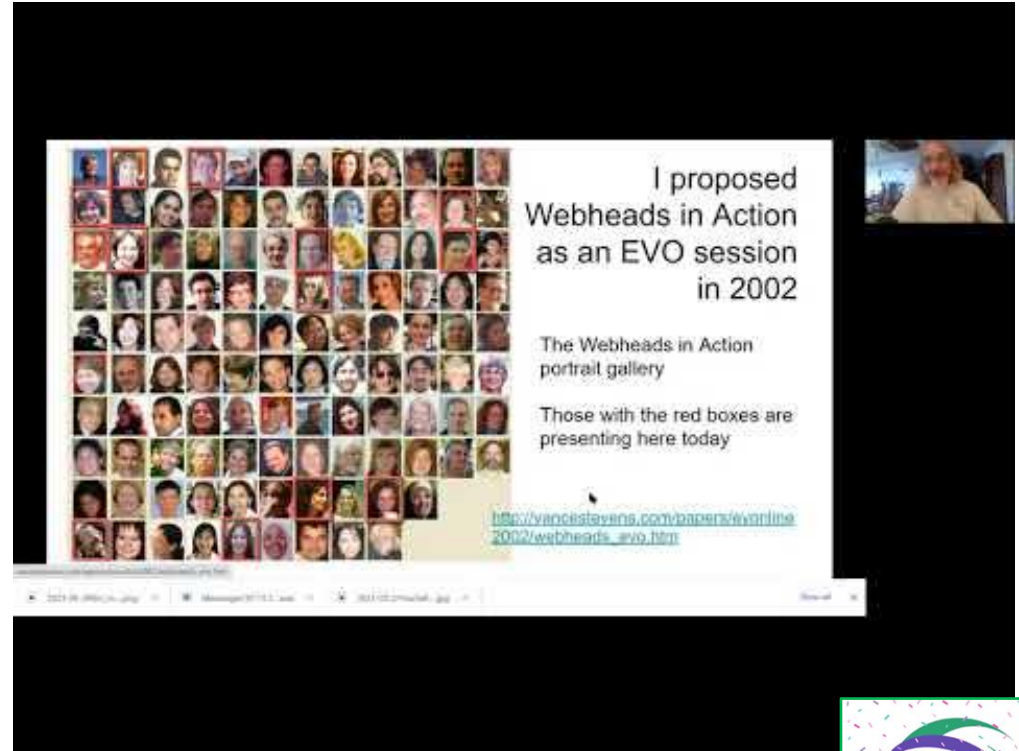 I proposed
Webheads in Action
as an EVO session
in 2002
The Webheads in Action
portrait gallery
Those with the red boxes are
presenting here today
http://vancestevens.com/papers/evonline
2002/webheads_evo.htm